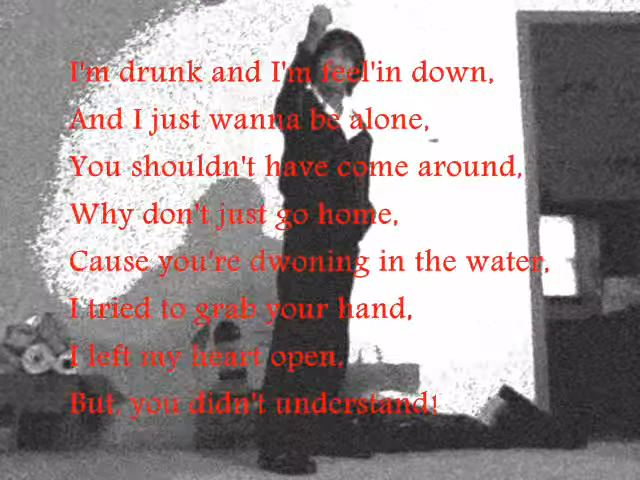 I'm drunk and I'm feel'in down,
And I just wanna be alone,
You shouldn't have come around,
Why don't just go home,
Cause you're dwoning in the water,
I tried to grab your hand,
I left my heart open,
But, you didn't understand!